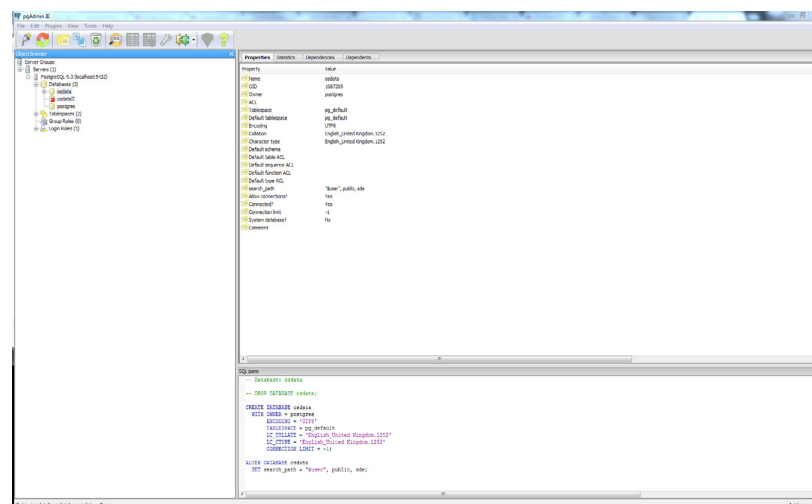 pgAdmin III
File Edit Plugins View Tools Help
Object browser
Server Groups
Servers (1)
PostgreSQL 9.3 (localhost:5432)
Databases (3)
osdata
postgres
Tablespaces (2)
Group Roles (0)
Login Roles (1)
Properties Statistics Dependencies Dependents
Property Value
Name osdata
OID 1087205
Owner postgres
ACL
Tablespace pg_default
Default tablespace pg_default
Encoding UTF8
Collation English_United Kingdom.1252
Character type English_United Kingdom.1252
Default schema
Default table ACL
Default sequence ACL
Default function ACL
Default type ACL
search_path "$user", public, sde
Allow connections? Yes
Connected? Yes
Connection limit -1
System database? No
Comment
SQL pane
-- Database: osdata
-- DROP DATABASE osdata;
CREATE DATABASE osdata
WITH OWNER = postgres
ENCODING = 'UTF8'
TABLESPACE = pg_default
LC_COLLATE = 'English_United Kingdom.1252'
LC_CTYPE = 'English_United Kingdom.1252'
CONNECTION LIMIT = -1;
ALTER DATABASE osdata
SET search_path = "$user", public, sde;